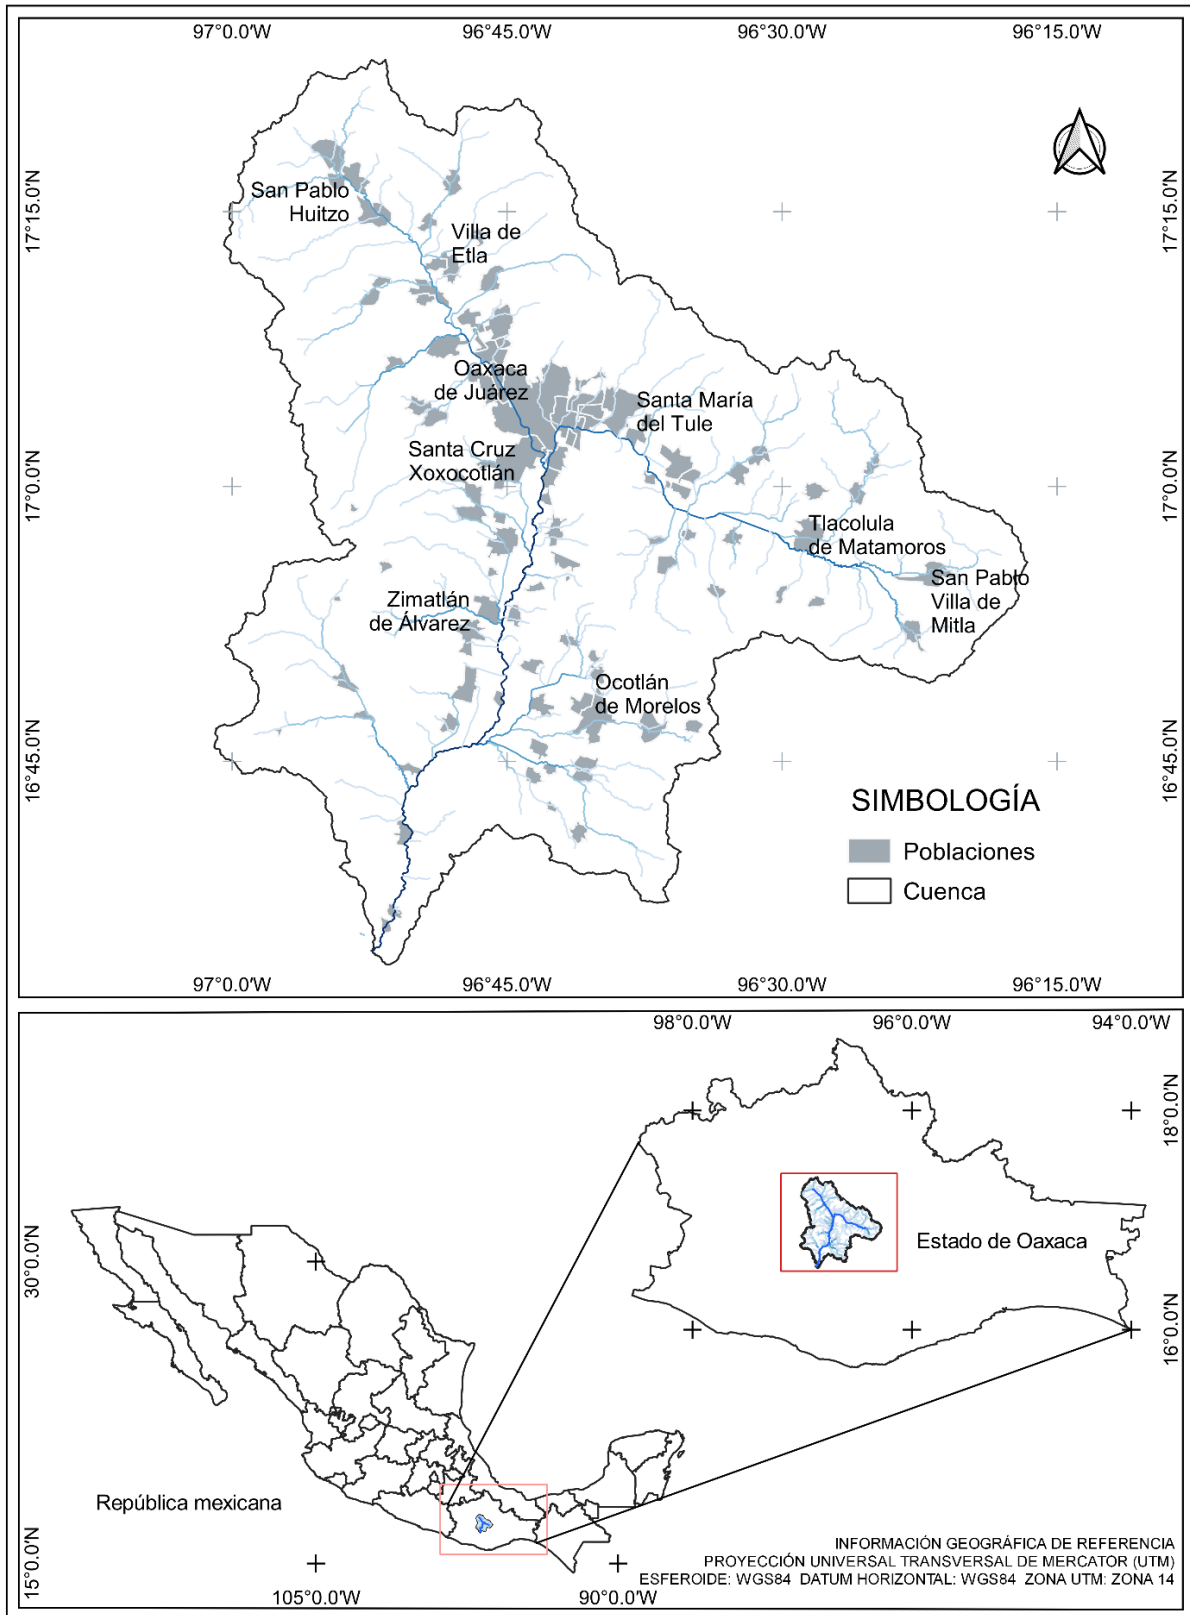 97°0.0'W 96°45.0'W 96°30.0'W 96°15.0'W
17°15.0'N
17°15.0'N
San Pablo
Huitzo
Villa de
Etla
Oaxaca
de Juárez
Santa María
del Tule
Santa Cruz
Xoxocotlán
17°0.0'N
17°0.0'N
Tlacolula
de Matamoros
San Pablo
Villa de
Mitla
Zimatlán
de Álvarez
Ocotlán
de Morelos
16°45.0'N
16°45.0'N
SIMBOLOGÍA
Poblaciones
Cuenca
97°0.0'W 96°45.0'W 96°30.0'W 96°15.0'W
98°0.0'W 96°0.0'W 94°0.0'W
18°0.0'N
Estado de Oaxaca
30°0.0'N
16°0.0'N
República mexicana
15°0.0'N
105°0.0'W 90°0.0'W
INFORMACIÓN GEOGRÁFICA DE REFERENCIA
PROYECCIÓN UNIVERSAL TRANSVERSAL DE MERCATOR (UTM)
ESFEROIDE: WGS84 DATUM HORIZONTAL: WGS84 ZONA UTM: ZONA 14